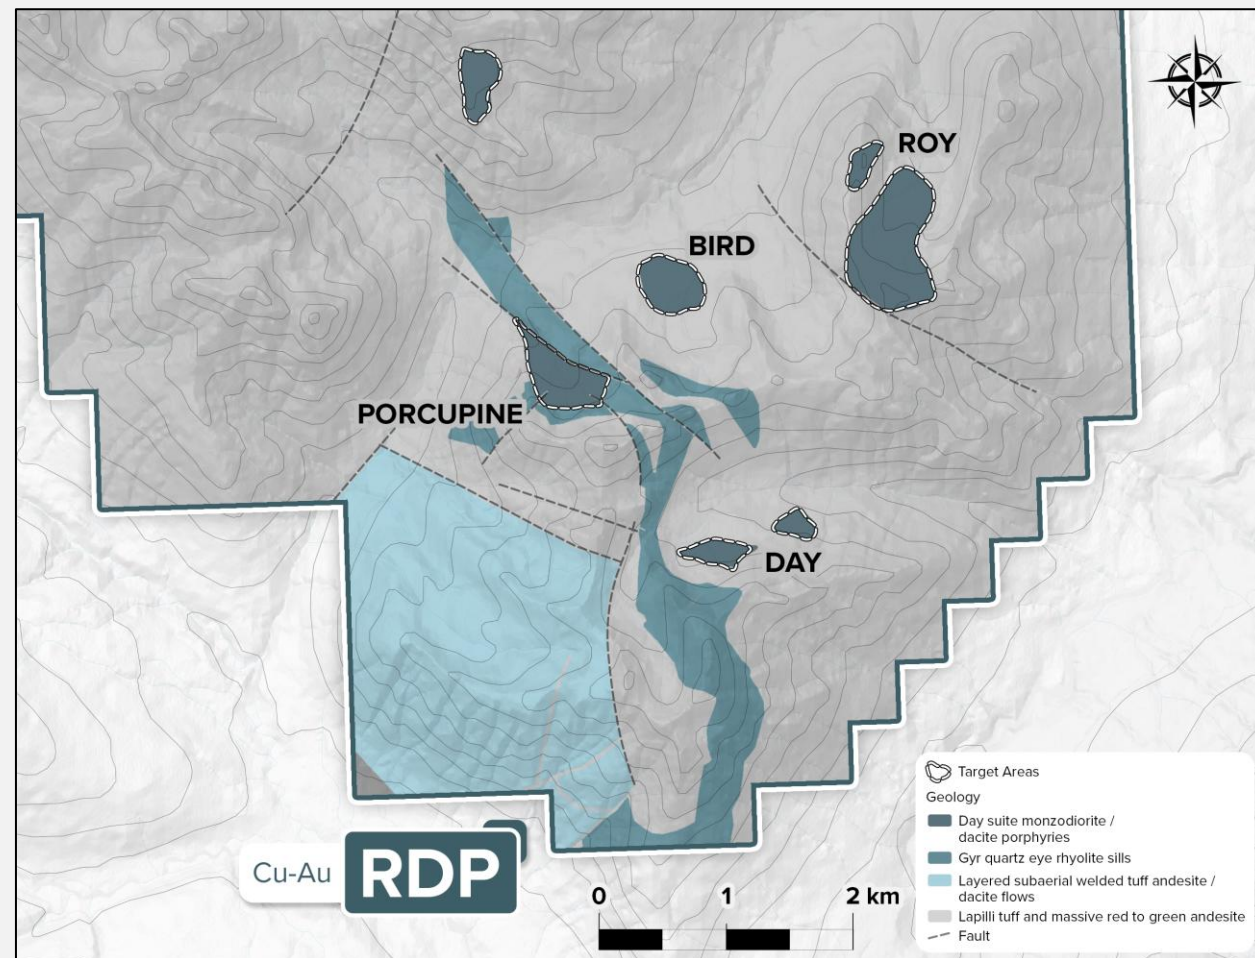 ROY
BIRD
PORCUPINE
DAY
Cu-Au
RDP
0 1 2 km
Target Areas
Geology
Day suite monzodiorite /
dacite porphyries
Gyr quartz eye rhyolite sills
Layered subaerial welded tuff andesite /
dacite flows
Lapilli tuff and massive red to green andesite
Fault